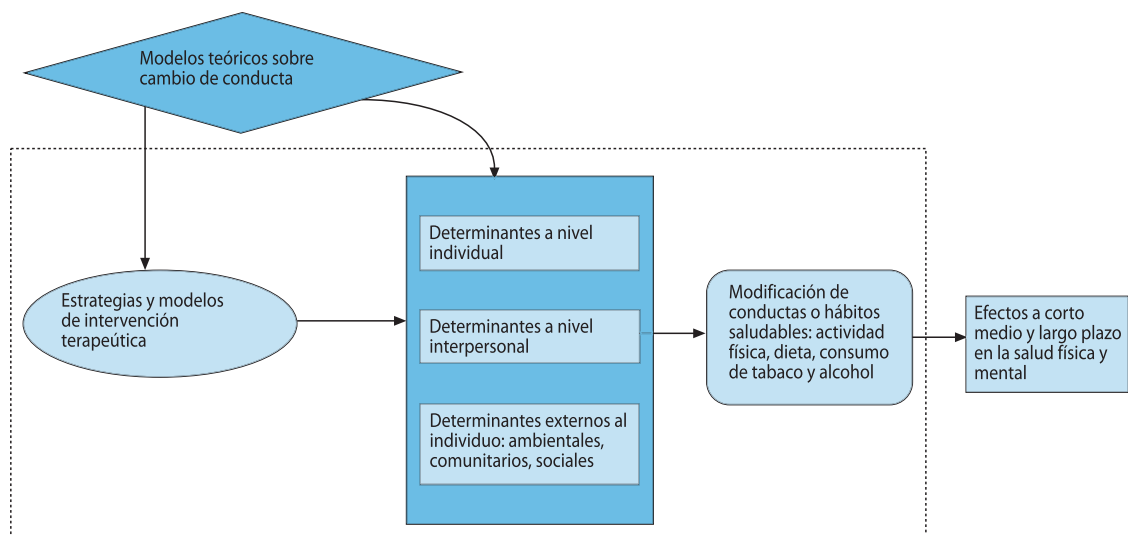 Modelos teóricos sobre
cambio de conducta
Estrategias y modelos
de intervención
terapeútica
Determinantes a nivel
individual
Determinantes a nivel
interpersonal
Determinantes externos al
individuo: ambientales,
comunitarios, sociales
Modificación de
conductas o hábitos
saludables: actividad
física, dieta, consumo
de tabaco y alcohol
Efectos a corto
medio y largo plazo
en la salud física y
mental